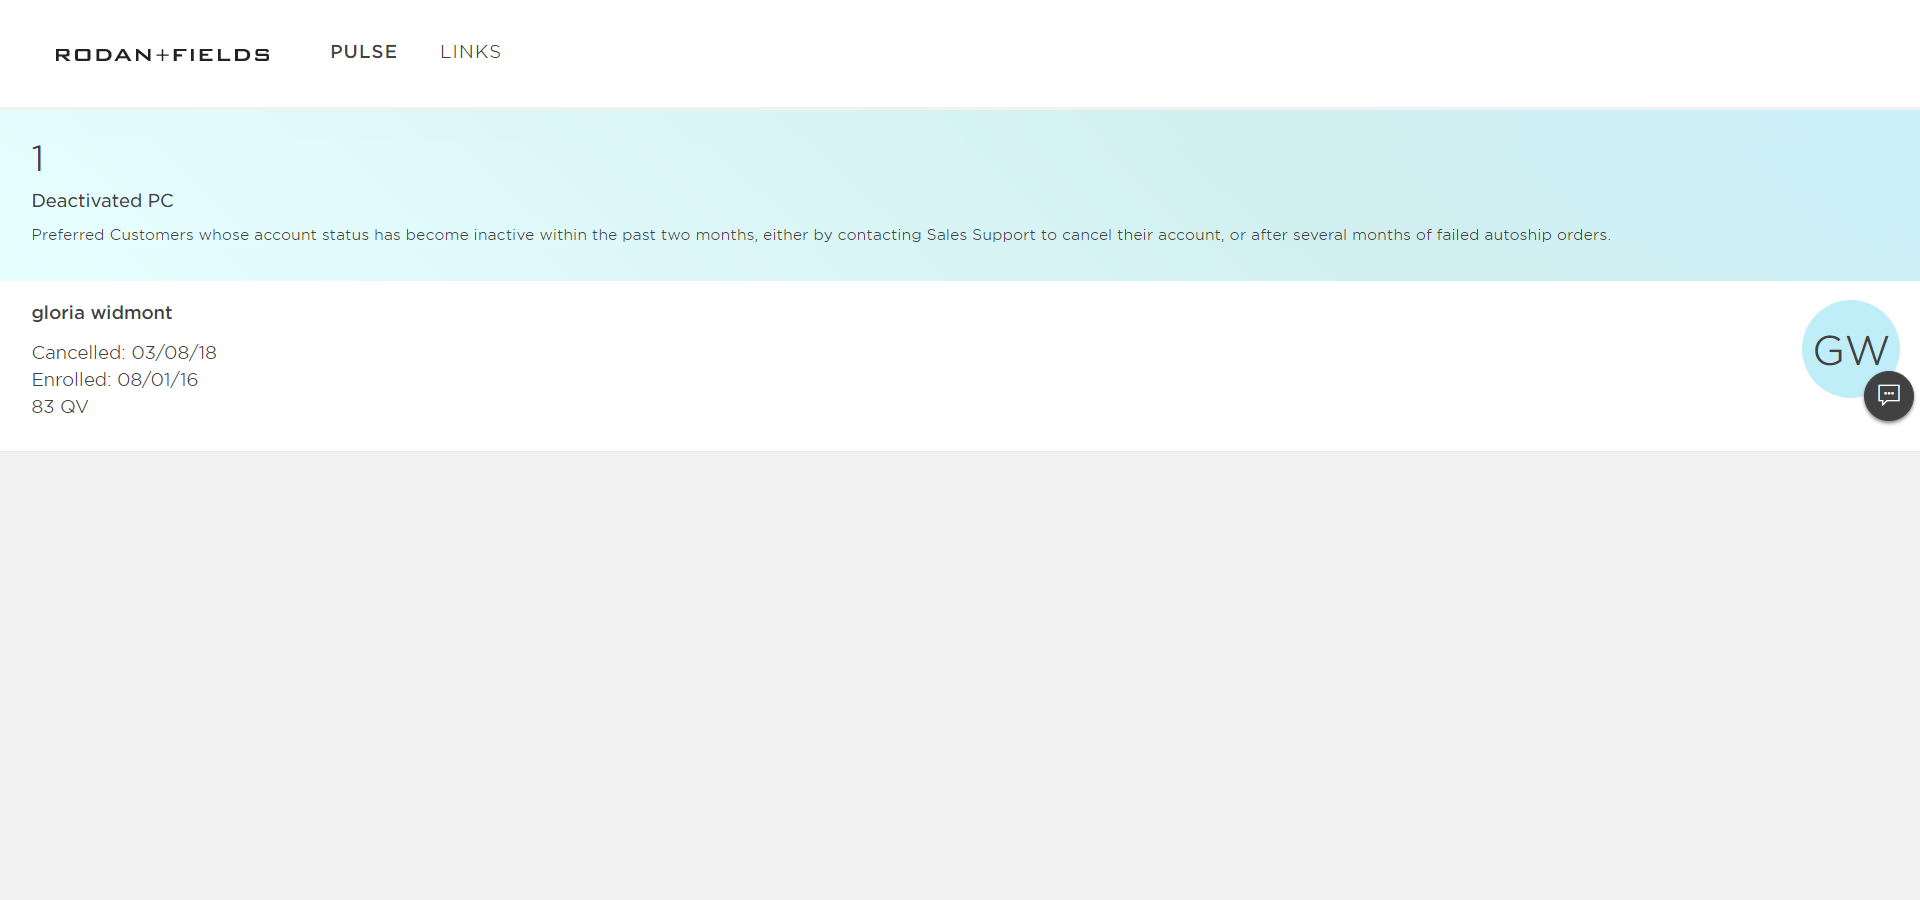 RODAN+FIELDS PULSE LINKS
1
Deactivated PC
Preferred Customers whose account status has become inactive within the past two months, either by contacting Sales Support to cancel their account, or after several months of failed autoship orders.
gloria widmont
Cancelled: 03/08/18
Enrolled: 08/01/16
83 QV
GW